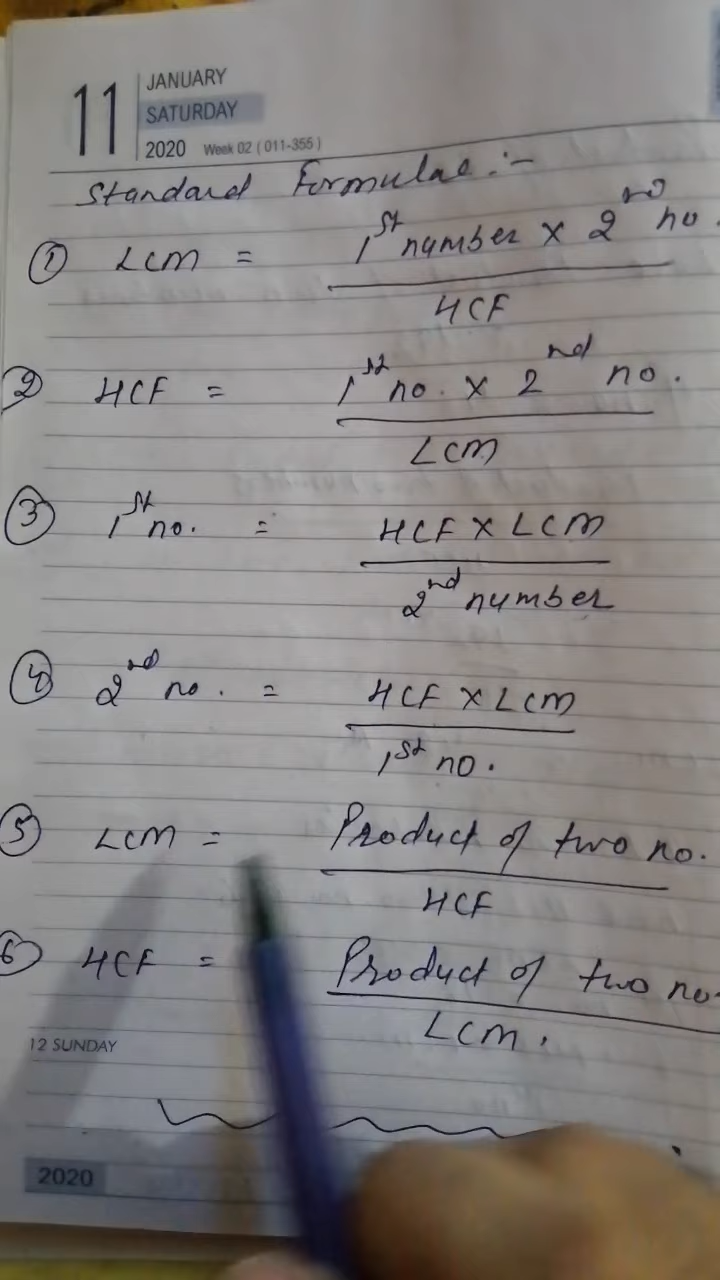 11
JANUARY
SATURDAY
2020 Week 02 (011-355)
Standard Formulae :-
① LCM = 1st number × 2nd no.
HCF
② HCF = 1st no. × 2nd no.
LCM
③ 1st no. = HCF × LCM
2nd number
④ 2nd no. = HCF × LCM
1st no.
⑤ LCM = Product of two no.
HCF
⑥ HCF = Product of two no.
LCM.
12 SUNDAY
2020